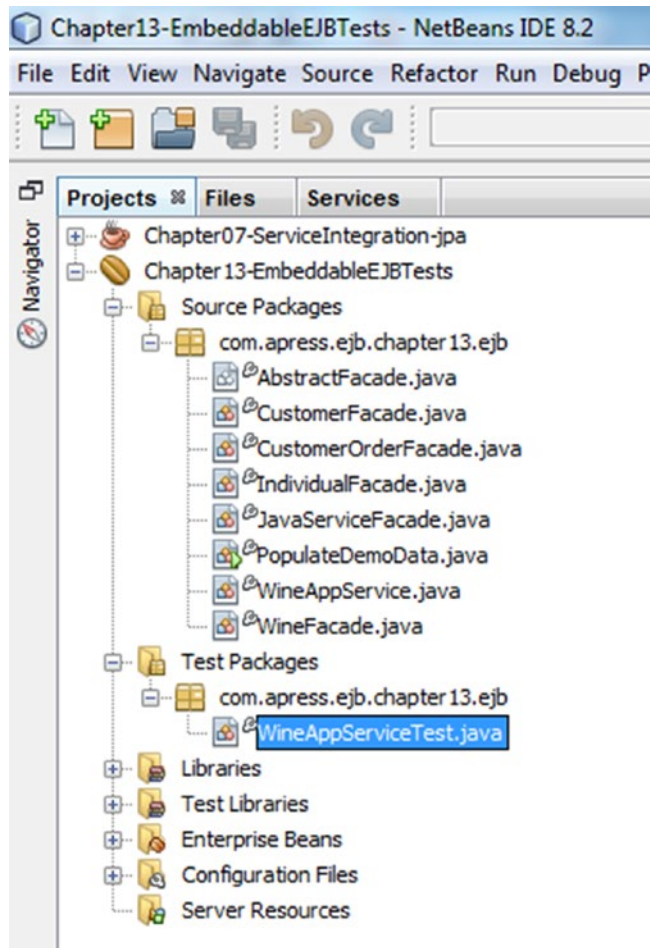 Chapter13-EmbeddableEJBTests - NetBeans IDE 8.2
File Edit View Navigate Source Refactor Run Debug P
Projects Files Services
Navigator
Chapter07-ServiceIntegration-jpa
Chapter13-EmbeddableEJBTests
Source Packages
com.apress.ejb.chapter13.ejb
AbstractFacade.java
CustomerFacade.java
CustomerOrderFacade.java
IndividualFacade.java
JavaServiceFacade.java
PopulateDemoData.java
WineAppService.java
WineFacade.java
Test Packages
com.apress.ejb.chapter13.ejb
WineAppServiceTest.java
Libraries
Test Libraries
Enterprise Beans
Configuration Files
Server Resources